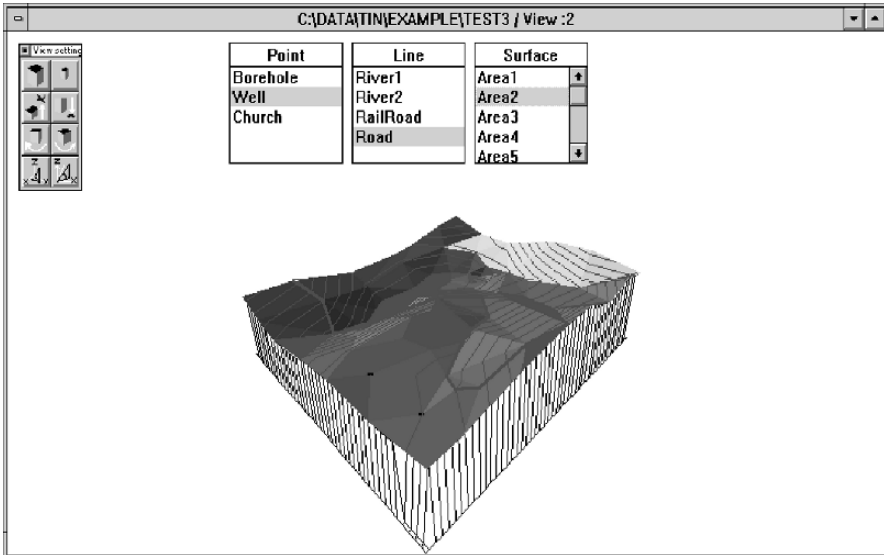 C:\DATA\TIN\EXAMPLE\TEST3 / View :2
View setting
Point
Borehole
Well
Church
Line
River1
River2
RailRoad
Road
Surface
Area1
Area2
Area3
Area4
Area5
Z
X Y
Z
X